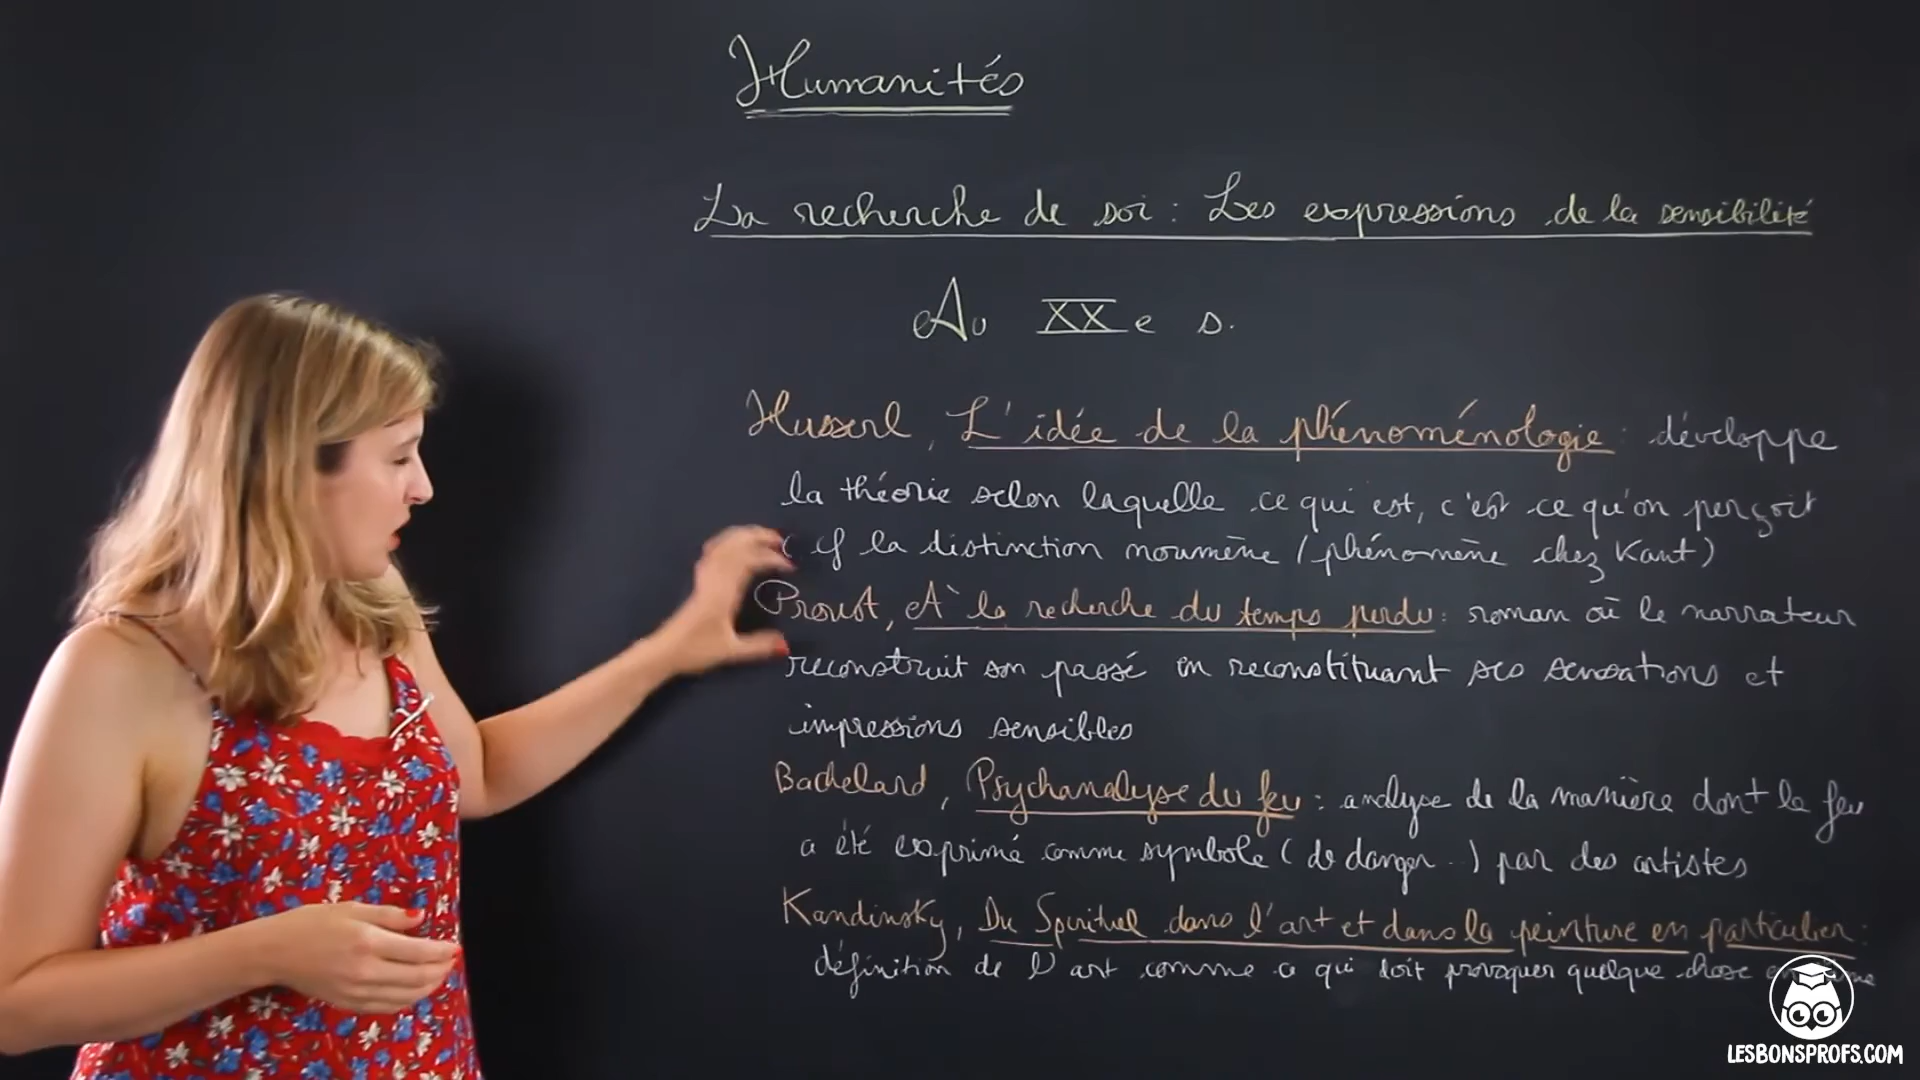 Humanités
La recherche de soi : Les expressions de la sensibilité
Au XXe s.
Husserl, L'idée de la phénoménologie : développe
la théorie selon laquelle ce qui est, c'est ce qu'on perçoit
(cf la distinction noumène / phénomène chez Kant)
Proust, A la recherche du temps perdu : roman où le narrateur
reconstruit son passé en reconstituant ses sensations et
impressions sensibles
Bachelard, Psychanalyse du feu : analyse de la manière dont le feu
a été exprimé comme symbole (de danger..) par des artistes
Kandinsky, Du Spirituel dans l'art et dans la peinture en particulier :
définition de l'art comme ce qui doit provoquer quelque chose
LESBONSPROFS.COM